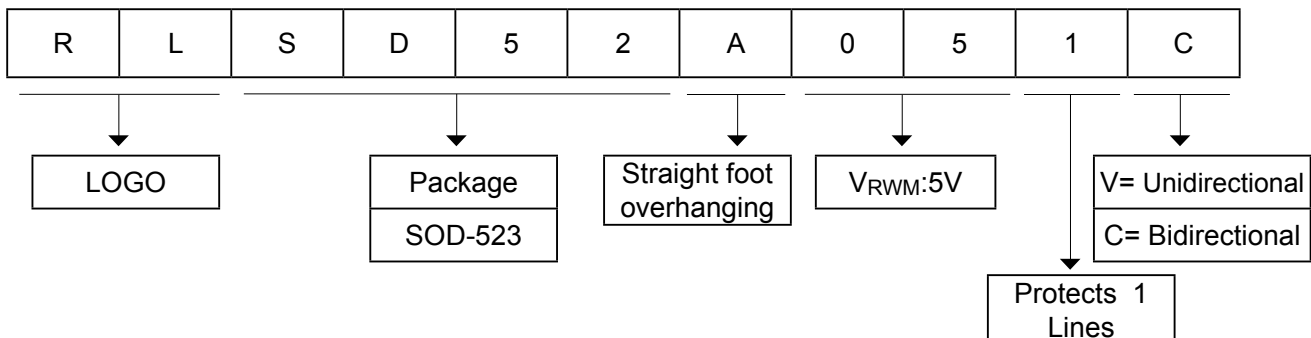 R L S D 5 2 A 0 5 1 C
LOGO
Package
SOD-523
Straight foot
overhanging
VRWM:5V
V= Unidirectional
C= Bidirectional
Protects 1
Lines